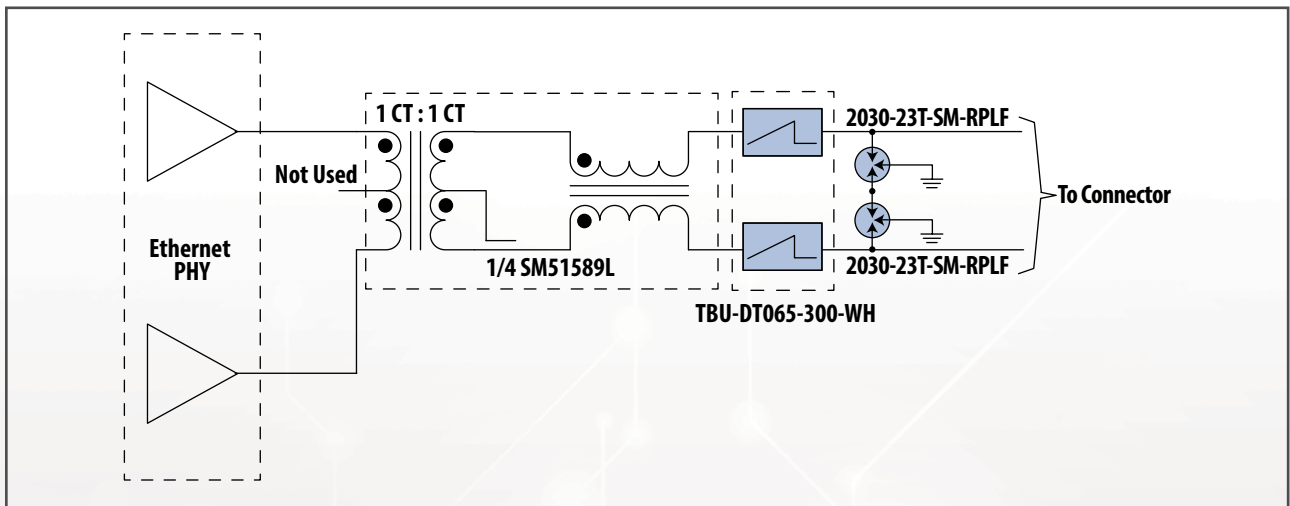 1 CT : 1 CT
Not Used
Ethernet
PHY
1/4 SM51589L
TBU-DT065-300-WH
2030-23T-SM-RPLF
To Connector
2030-23T-SM-RPLF